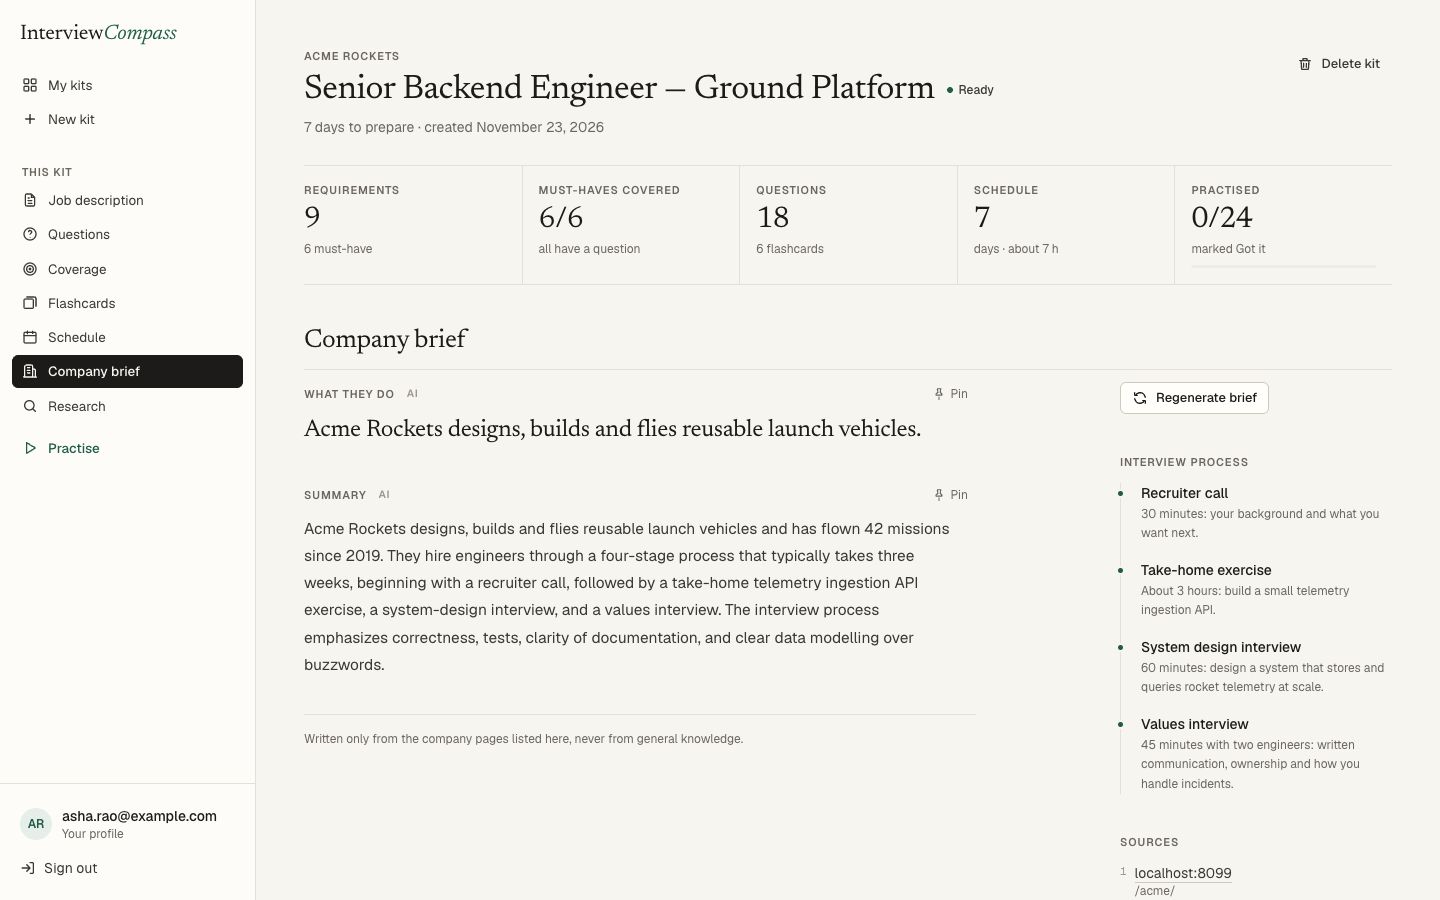 InterviewCompass
My kits
New kit
THIS KIT
Job description
Questions
Coverage
Flashcards
Schedule
Company brief
Research
Practise
AR
asha.rao@example.com
Your profile
Sign out
ACME ROCKETS
Senior Backend Engineer — Ground Platform
Ready
7 days to prepare · created November 23, 2026
Delete kit
REQUIREMENTS
9
6 must-have
MUST-HAVES COVERED
6/6
all have a question
QUESTIONS
18
6 flashcards
SCHEDULE
7
days · about 7 h
PRACTISED
0/24
marked Got it
Company brief
WHAT THEY DO AI
Pin
Acme Rockets designs, builds and flies reusable launch vehicles.
SUMMARY AI
Pin
Acme Rockets designs, builds and flies reusable launch vehicles and has flown 42 missions
since 2019. They hire engineers through a four-stage process that typically takes three
weeks, beginning with a recruiter call, followed by a take-home telemetry ingestion API
exercise, a system-design interview, and a values interview. The interview process
emphasizes correctness, tests, clarity of documentation, and clear data modelling over
buzzwords.
Written only from the company pages listed here, never from general knowledge.
Regenerate brief
INTERVIEW PROCESS
Recruiter call
30 minutes: your background and what you
want next.
Take-home exercise
About 3 hours: build a small telemetry
ingestion API.
System design interview
60 minutes: design a system that stores and
queries rocket telemetry at scale.
Values interview
45 minutes with two engineers: written
communication, ownership and how you
handle incidents.
SOURCES
1 localhost:8099
/acme/